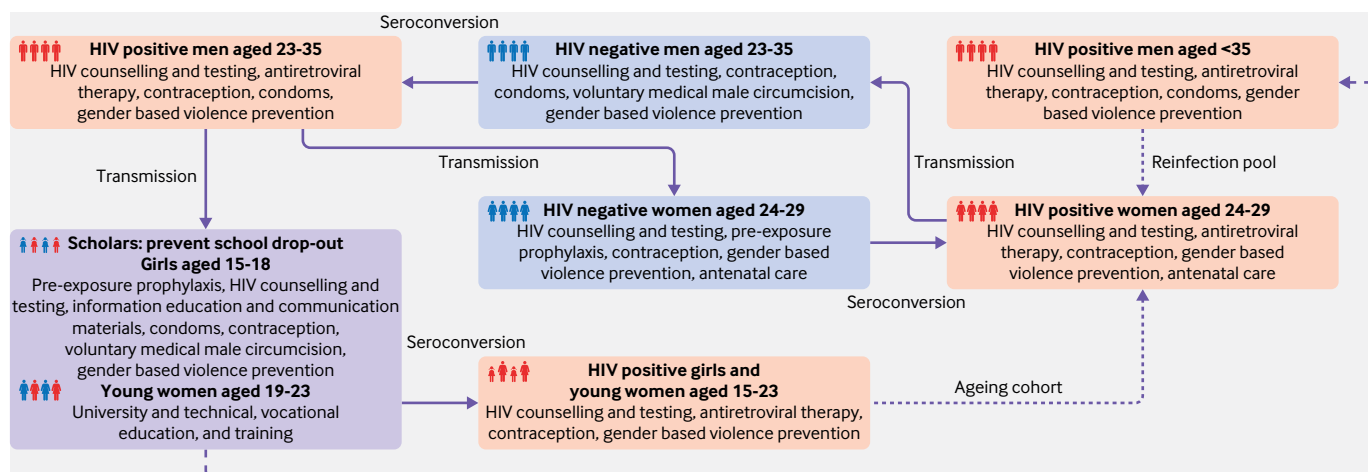 Seroconversion
HIV positive men aged 23-35
HIV counselling and testing, antiretroviral
therapy, contraception, condoms,
gender based violence prevention
HIV negative men aged 23-35
HIV counselling and testing, contraception,
condoms, voluntary medical male circumcision,
gender based violence prevention
HIV positive men aged <35
HIV counselling and testing, antiretroviral
therapy, contraception, condoms, gender
based violence prevention
Transmission
Transmission
Transmission
Reinfection pool
HIV negative women aged 24-29
HIV counselling and testing, pre-exposure
prophylaxis, contraception, gender based
violence prevention, antenatal care
HIV positive women aged 24-29
HIV counselling and testing, antiretroviral
therapy, contraception, gender based
violence prevention, antenatal care
Seroconversion
Scholars: prevent school drop-out
Girls aged 15-18
Pre-exposure prophylaxis, HIV counselling and
testing, information education and communication
materials, condoms, contraception,
voluntary medical male circumcision,
gender based violence prevention
Young women aged 19-23
University and technical, vocational
education, and training
Seroconversion
HIV positive girls and
young women aged 15-23
HIV counselling and testing, antiretroviral therapy,
contraception, gender based violence prevention
Ageing cohort